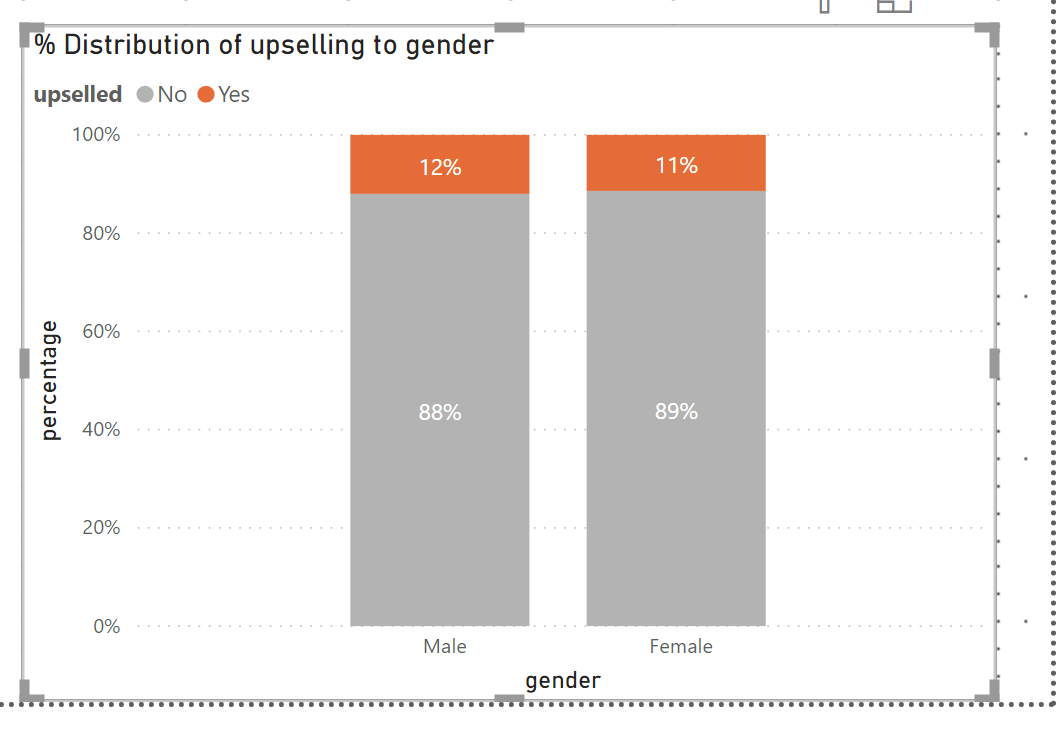 % Distribution of upselling to gender
upselled No Yes
100%
12% 11%
80%
60%
percentage
88% 89%
40%
20%
0%
Male Female
gender